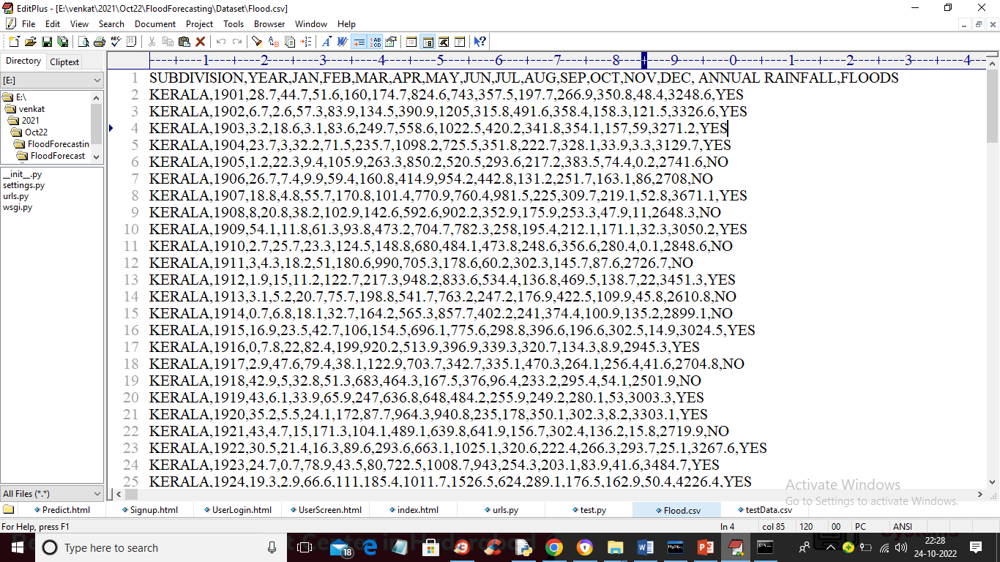 EditPlus - [E:\venkat\2021\Oct22\FloodForecasting\Dataset\Flood.csv]
File Edit View Search Document Project Tools Browser Window Help
Directory Cliptext
[E:]
E:\
venkat
2021
Oct22
FloodForecastin
FloodForecast
__init__.py
settings.py
urls.py
wsgi.py
All Files (*.*)
----+----1----+----2----+----3----+----4----+----5----+----6----+----7----+----8----+----9----+----0----+----1----+----2----+----3----+----4--
1 SUBDIVISION,YEAR,JAN,FEB,MAR,APR,MAY,JUN,JUL,AUG,SEP,OCT,NOV,DEC, ANNUAL RAINFALL,FLOODS
2 KERALA,1901,28.7,44.7,51.6,160,174.7,824.6,743,357.5,197.7,266.9,350.8,48.4,3248.6,YES
3 KERALA,1902,6.7,2.6,57.3,83.9,134.5,390.9,1205,315.8,491.6,358.4,158.3,121.5,3326.6,YES
4 KERALA,1903,3.2,18.6,3.1,83.6,249.7,558.6,1022.5,420.2,341.8,354.1,157,59,3271.2,YES
5 KERALA,1904,23.7,3,32.2,71.5,235.7,1098.2,725.5,351.8,222.7,328.1,33.9,3.3,3129.7,YES
6 KERALA,1905,1.2,22.3,9.4,105.9,263.3,850.2,520.5,293.6,217.2,383.5,74.4,0.2,2741.6,NO
7 KERALA,1906,26.7,7.4,9.9,59.4,160.8,414.9,954.2,442.8,131.2,251.7,163.1,86,2708,NO
8 KERALA,1907,18.8,4.8,55.7,170.8,101.4,770.9,760.4,981.5,225,309.7,219.1,52.8,3671.1,YES
9 KERALA,1908,8,20.8,38.2,102.9,142.6,592.6,902.2,352.9,175.9,253.3,47.9,11,2648.3,NO
10 KERALA,1909,54.1,11.8,61.3,93.8,473.2,704.7,782.3,258,195.4,212.1,171.1,32.3,3050.2,YES
11 KERALA,1910,2.7,25.7,23.3,124.5,148.8,680,484.1,473.8,248.6,356.6,280.4,0.1,2848.6,NO
12 KERALA,1911,3,4.3,18.2,51,180.6,990,705.3,178.6,60.2,302.3,145.7,87.6,2726.7,NO
13 KERALA,1912,1.9,15,11.2,122.7,217.3,948.2,833.6,534.4,136.8,469.5,138.7,22,3451.3,YES
14 KERALA,1913,3.1,5.2,20.7,75.7,198.8,541.7,763.2,247.2,176.9,422.5,109.9,45.8,2610.8,NO
15 KERALA,1914,0.7,6.8,18.1,32.7,164.2,565.3,857.7,402.2,241,374.4,100.9,135.2,2899.1,NO
16 KERALA,1915,16.9,23.5,42.7,106,154.5,696.1,775.6,298.8,396.6,196.6,302.5,14.9,3024.5,YES
17 KERALA,1916,0,7.8,22,82.4,199,920.2,513.9,396.9,339.3,320.7,134.3,8.9,2945.3,YES
18 KERALA,1917,2.9,47.6,79.4,38.1,122.9,703.7,342.7,335.1,470.3,264.1,256.4,41.6,2704.8,NO
19 KERALA,1918,42.9,5,32.8,51.3,683,464.3,167.5,376,96.4,233.2,295.4,54.1,2501.9,NO
20 KERALA,1919,43,6.1,33.9,65.9,247,636.8,648,484.2,255.9,249.2,280.1,53,3003.3,YES
21 KERALA,1920,35.2,5.5,24.1,172,87.7,964.3,940.8,235,178,350.1,302.3,8.2,3303.1,YES
22 KERALA,1921,43,4.7,15,171.3,104.1,489.1,639.8,641.9,156.7,302.4,136.2,15.8,2719.9,NO
23 KERALA,1922,30.5,21.4,16.3,89.6,293.6,663.1,1025.1,320.6,222.4,266.3,293.7,25.1,3267.6,YES
24 KERALA,1923,24.7,0.7,78.9,43.5,80,722.5,1008.7,943,254.3,203.1,83.9,41.6,3484.7,YES
25 KERALA,1924,19.3,2.9,66.6,111,185.4,1011.7,1526.5,624,289.1,176.5,162.9,50.4,4226.4,YES
Activate Windows
Go to Settings to activate Windows.
Predict.html Signup.html UserLogin.html UserScreen.html index.html urls.py test.py Flood.csv testData.csv
For Help, press F1 ln 4 col 85 120 00 PC ANSI
Type here to search
18
22:28
24-10-2022